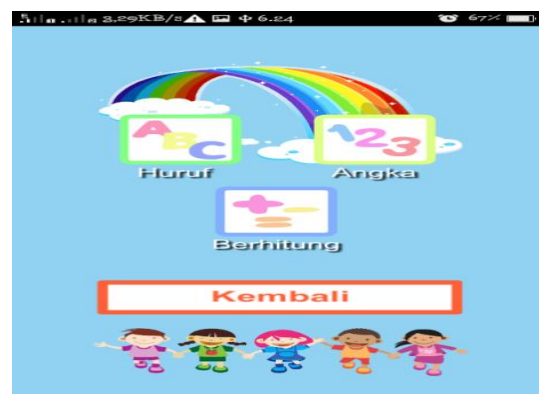 3,29KB/s 6.24 67%
ABC 123
Huruf Angka
Berhitung
Kembali